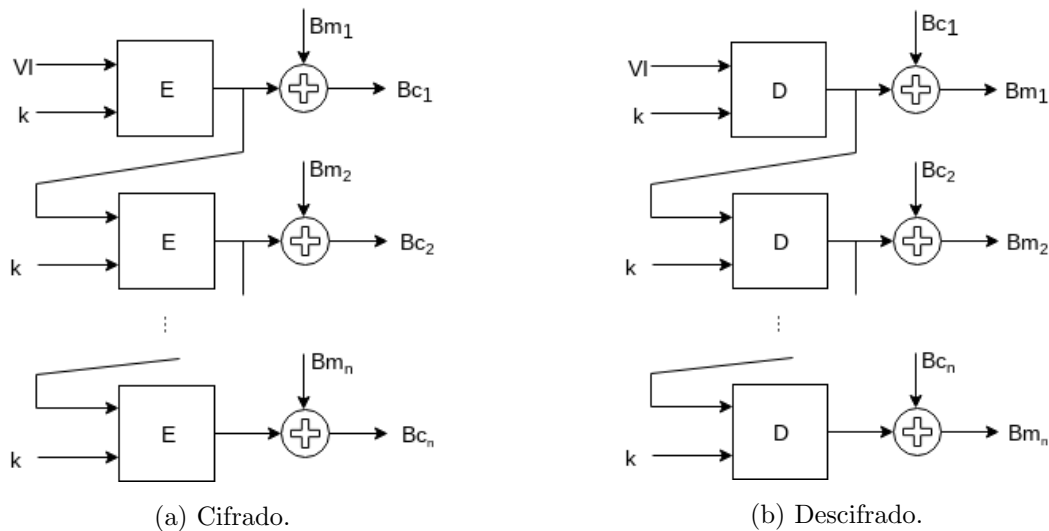 Bm1
VI
E
Bc1
k
Bm2
E
Bc2
k
Bmn
E
Bcn
k
(a) Cifrado.
Bc1
VI
D
Bm1
k
Bc2
D
Bm2
k
Bcn
D
Bmn
k
(b) Descifrado.